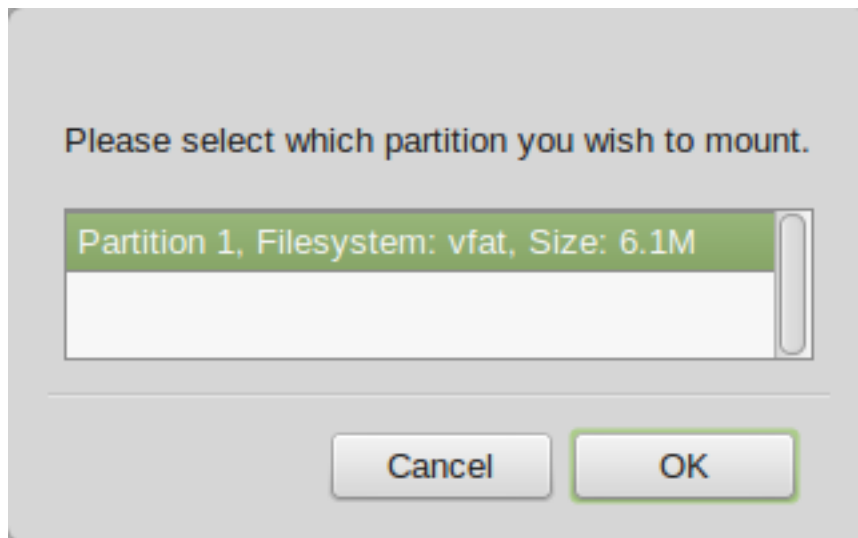 Please select which partition you wish to mount.
Partition 1, Filesystem: vfat, Size: 6.1M
Cancel
OK